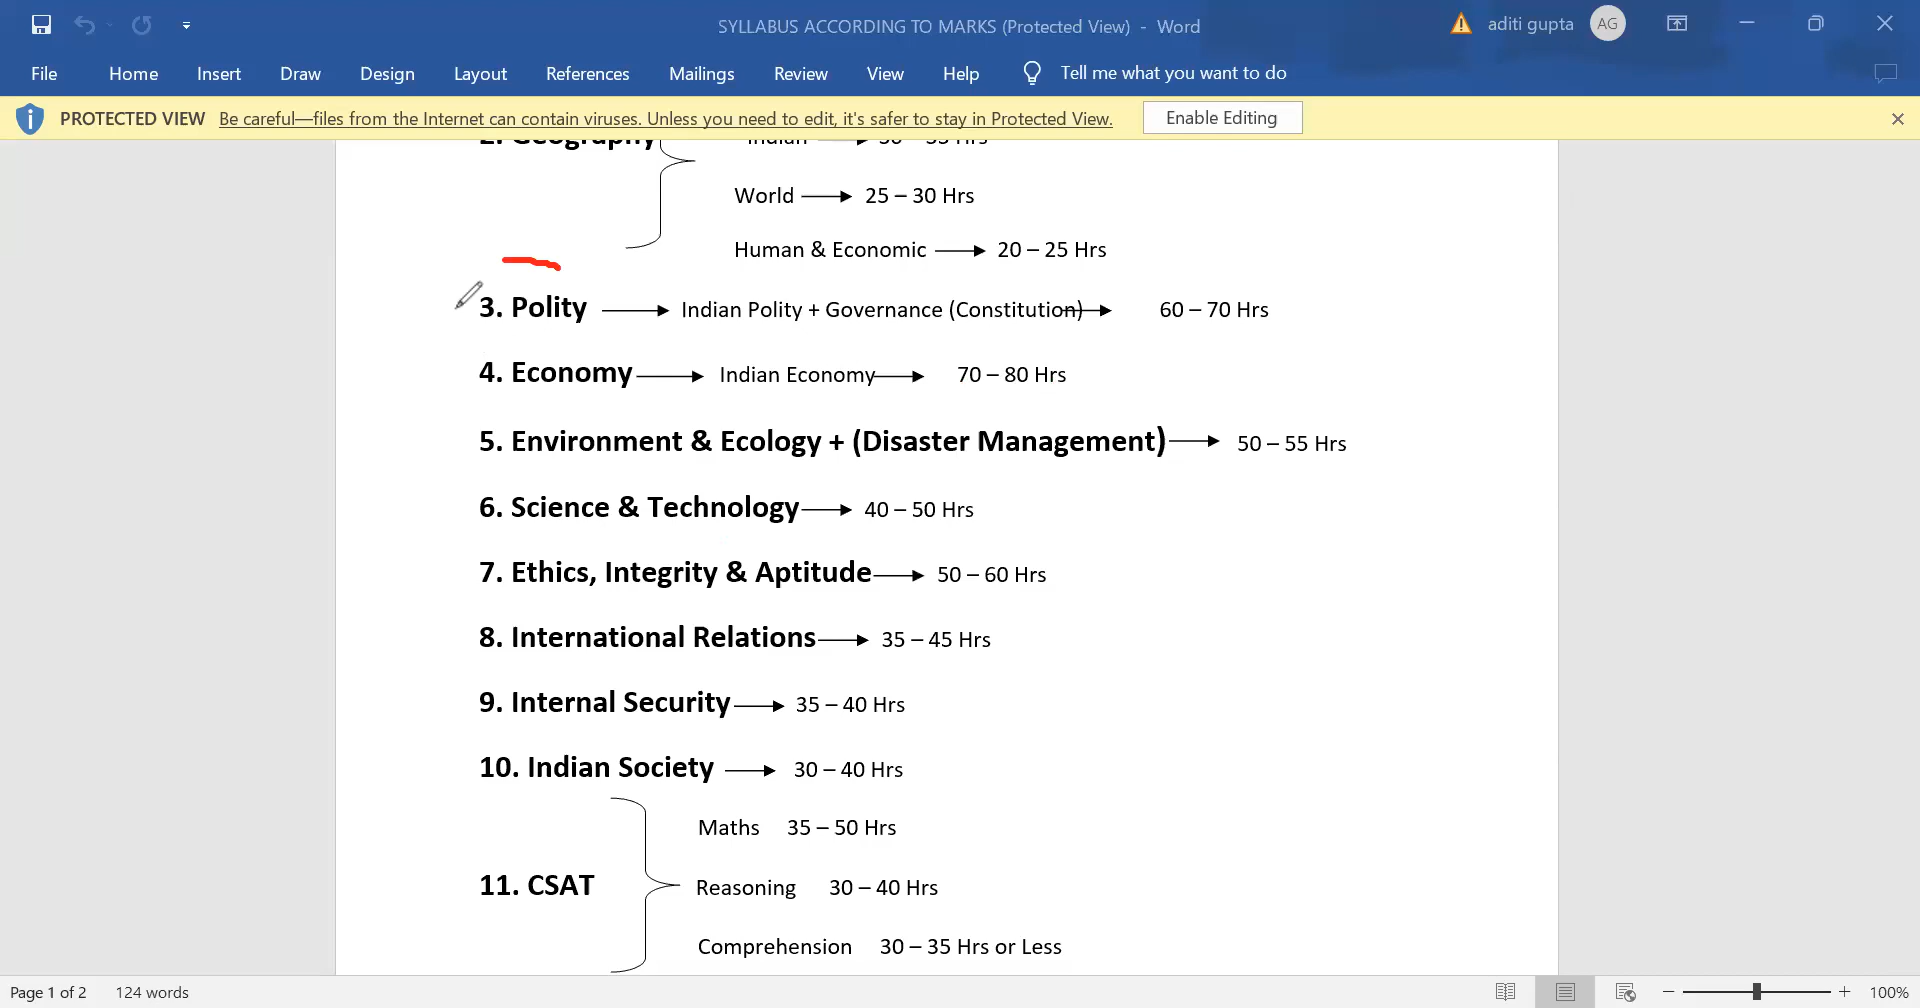 SYLLABUS ACCORDING TO MARKS (Protected View) - Word
aditi gupta AG
File Home Insert Draw Design Layout References Mailings Review View Help Tell me what you want to do
PROTECTED VIEW Be careful—files from the Internet can contain viruses. Unless you need to edit, it's safer to stay in Protected View. Enable Editing
2. Geography Indian 30 – 35 Hrs
World 25 – 30 Hrs
Human & Economic 20 – 25 Hrs
3. Polity Indian Polity + Governance (Constitution) 60 – 70 Hrs
4. Economy Indian Economy 70 – 80 Hrs
5. Environment & Ecology + (Disaster Management) 50 – 55 Hrs
6. Science & Technology 40 – 50 Hrs
7. Ethics, Integrity & Aptitude 50 – 60 Hrs
8. International Relations 35 – 45 Hrs
9. Internal Security 35 – 40 Hrs
10. Indian Society 30 – 40 Hrs
Maths 35 – 50 Hrs
11. CSAT Reasoning 30 – 40 Hrs
Comprehension 30 – 35 Hrs or Less
Page 1 of 2 124 words 100%